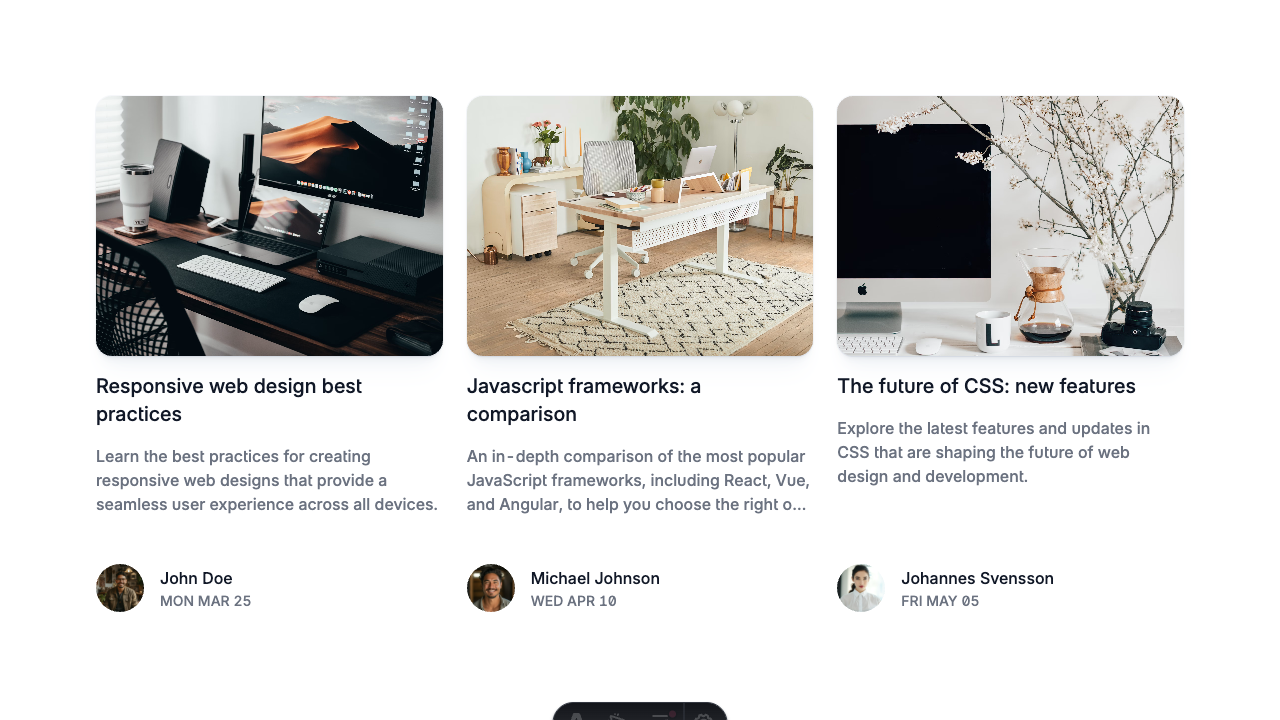 Responsive web design best
practices
Learn the best practices for creating
responsive web designs that provide a
seamless user experience across all devices.
John Doe
MON MAR 25
Javascript frameworks: a
comparison
An in-depth comparison of the most popular
JavaScript frameworks, including React, Vue,
and Angular, to help you choose the right o...
Michael Johnson
WED APR 10
L
The future of CSS: new features
Explore the latest features and updates in
CSS that are shaping the future of web
design and development.
Johannes Svensson
FRI MAY 05